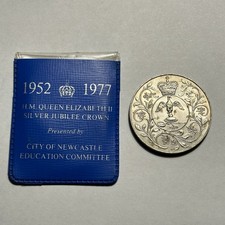 1952 1977
H.M. QUEEN ELIZABETH II
SILVER JUBILEE CROWN
Presented by
CITY OF NEWCASTLE
EDUCATION COMMITTEE